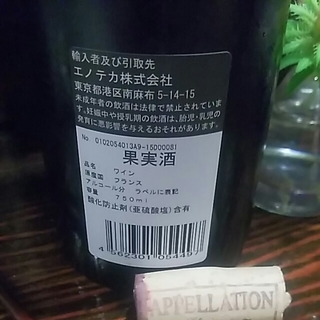 輸入者及び引取先
エノテカ株式会社
東京都港区南麻布5-14-15
未成年者の飲酒は法律で禁止されています。
妊娠中や授乳期の飲酒は、胎児・乳児の
発育に悪影響を与えるおそれがあります。
No 0102054013A9-15D00081
果実酒
品名 ワイン
原産国 フランス
アルコール分 ラベルに表記
容量 750ml
酸化防止剤(亜硫酸塩)含有
4562301054499
APPELLATION